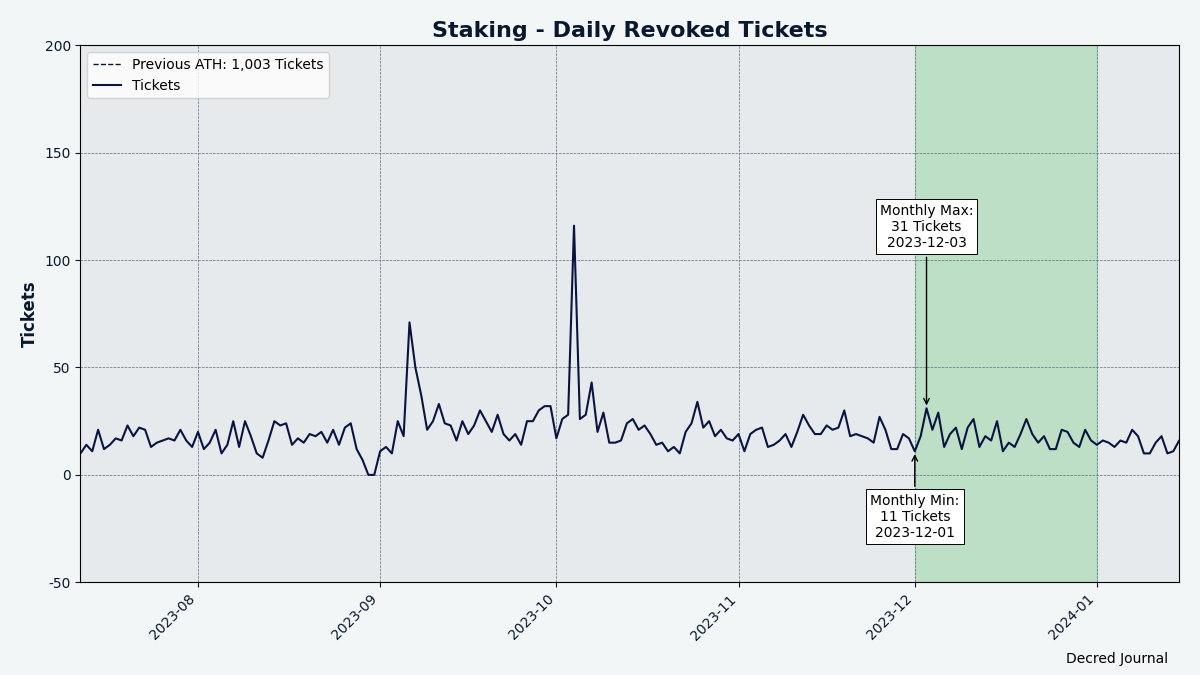 Staking - Daily Revoked Tickets
Previous ATH: 1,003 Tickets
Tickets
200
150
100
50
0
-50
Tickets
Monthly Max:
31 Tickets
2023-12-03
Monthly Min:
11 Tickets
2023-12-01
2023-08
2023-09
2023-10
2023-11
2023-12
2024-01
Decred Journal